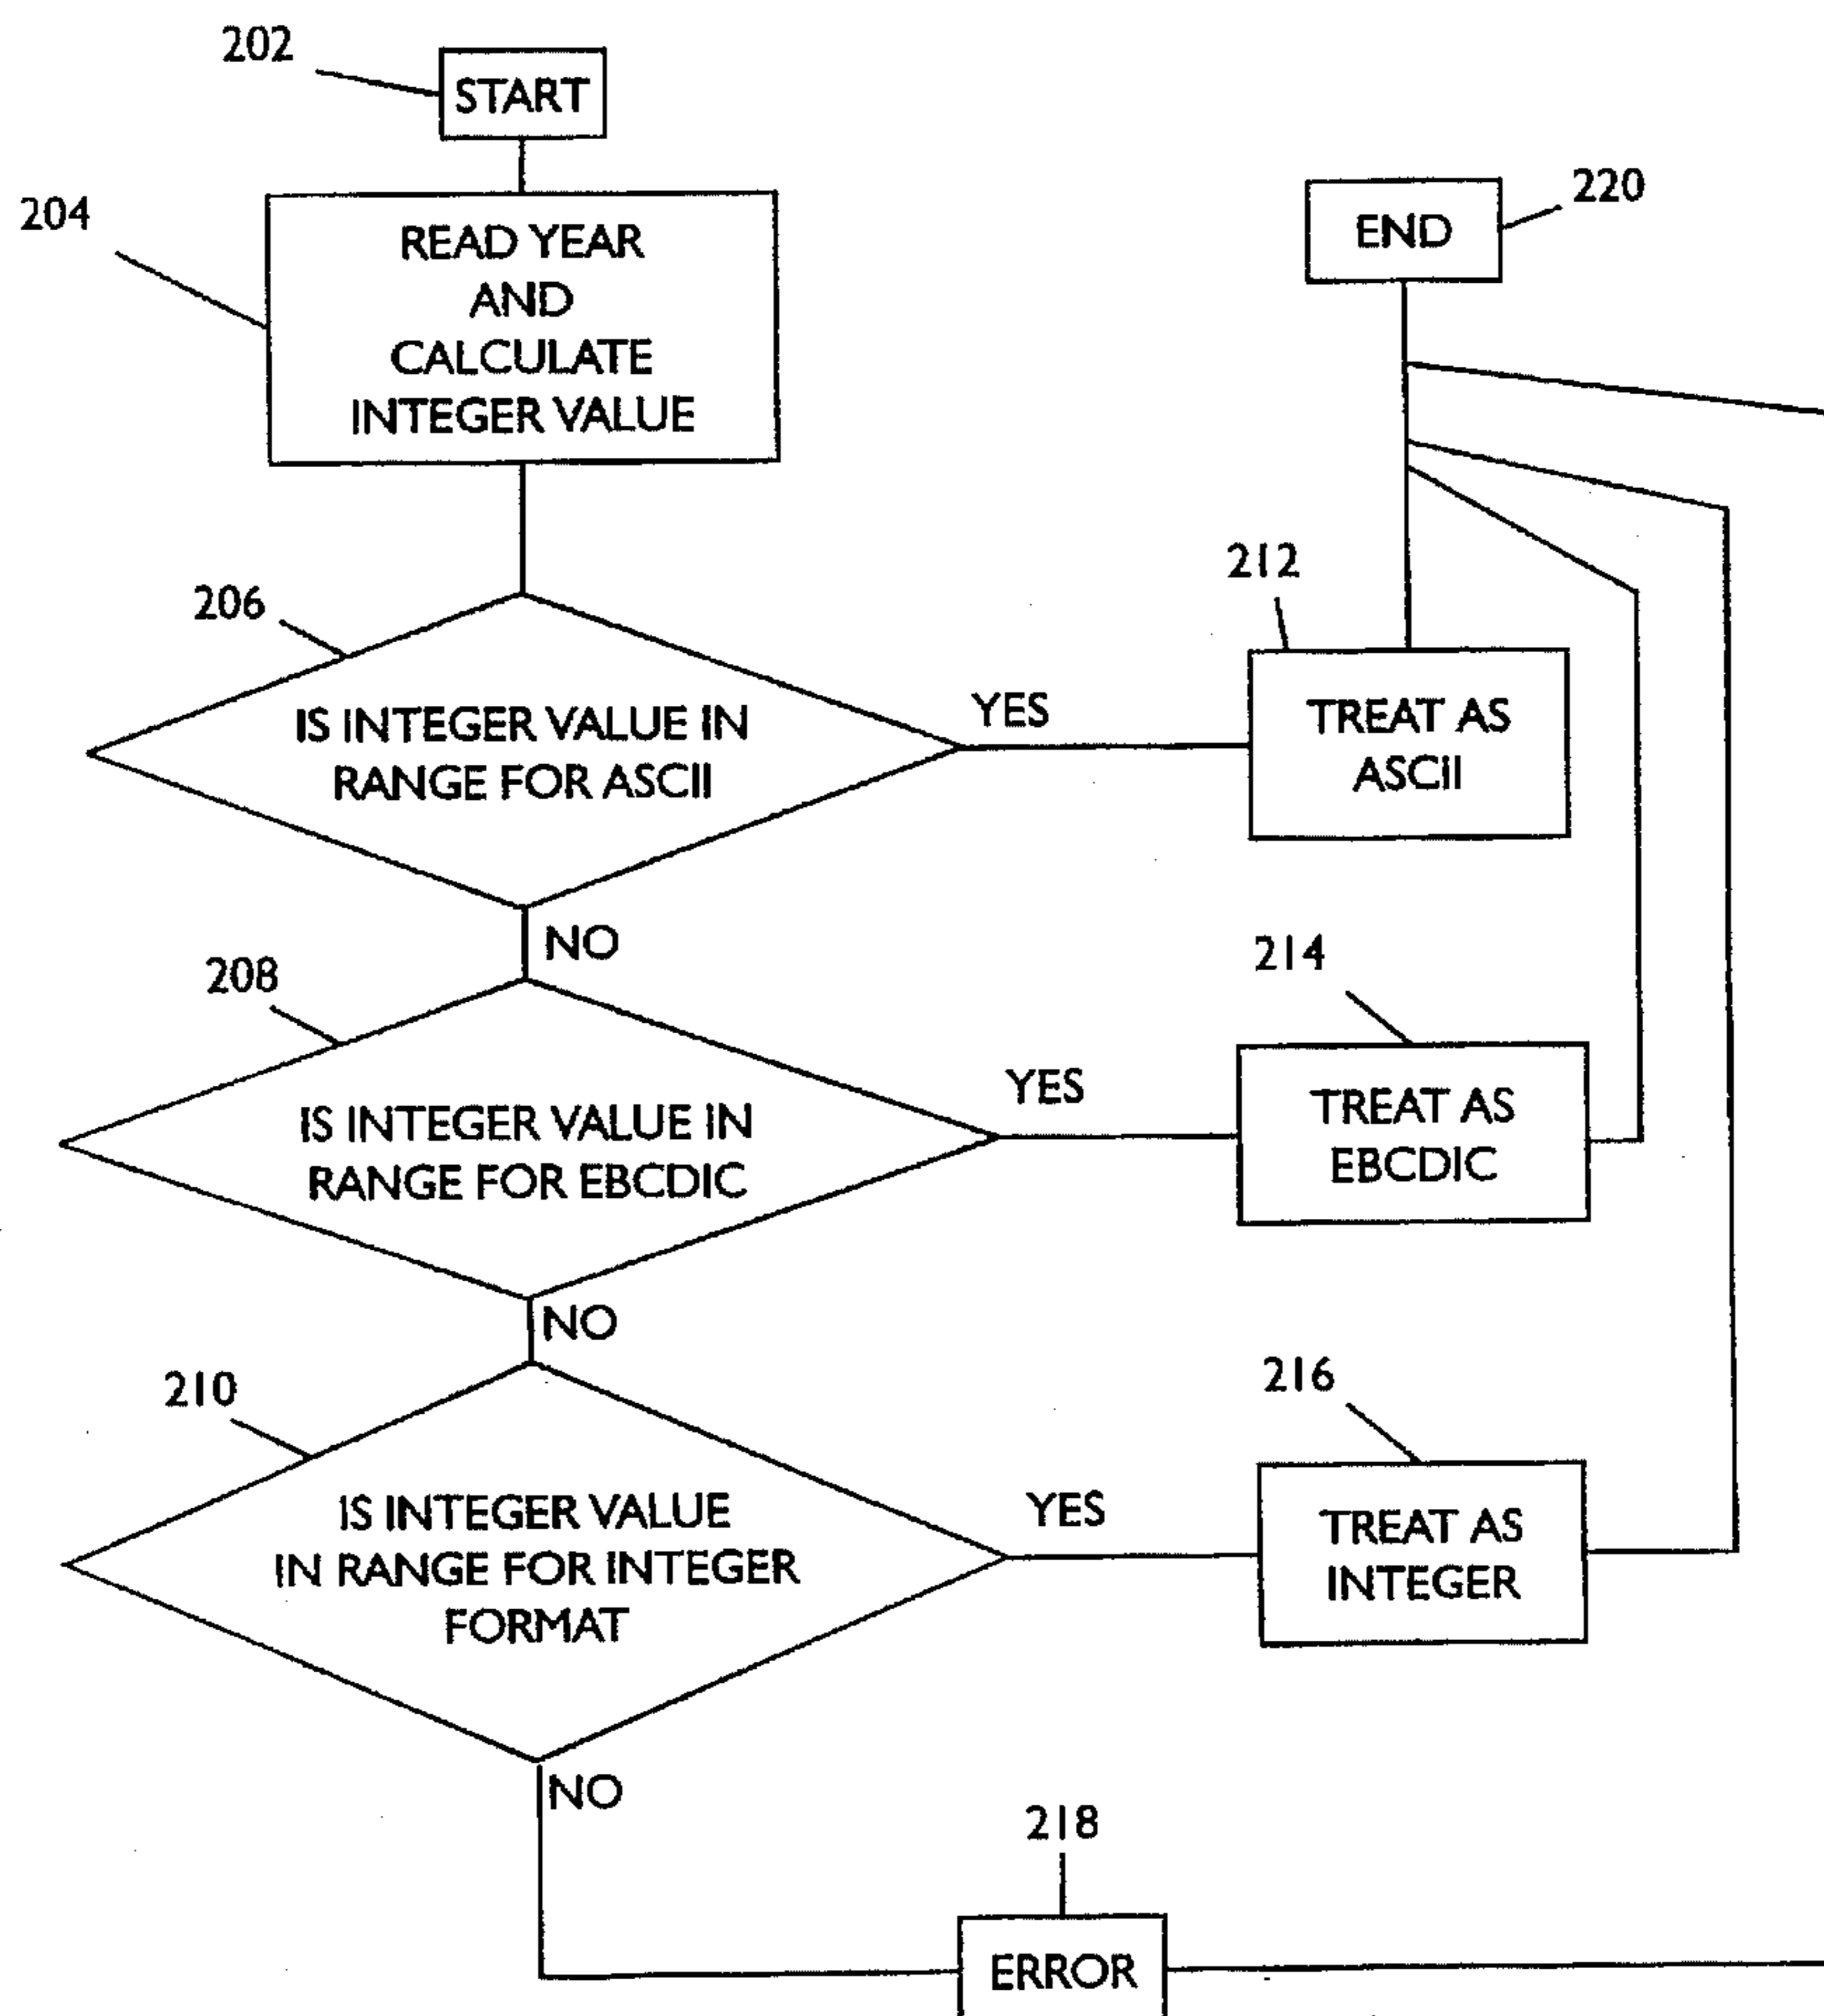 202
START
204
READ YEAR
AND
CALCULATE
INTEGER VALUE
220
END
206
IS INTEGER VALUE IN
RANGE FOR ASCII
YES
212
TREAT AS
ASCII
NO
208
IS INTEGER VALUE IN
RANGE FOR EBCDIC
YES
214
TREAT AS
EBCDIC
NO
210
IS INTEGER VALUE
IN RANGE FOR INTEGER
FORMAT
YES
216
TREAT AS
INTEGER
NO
218
ERROR